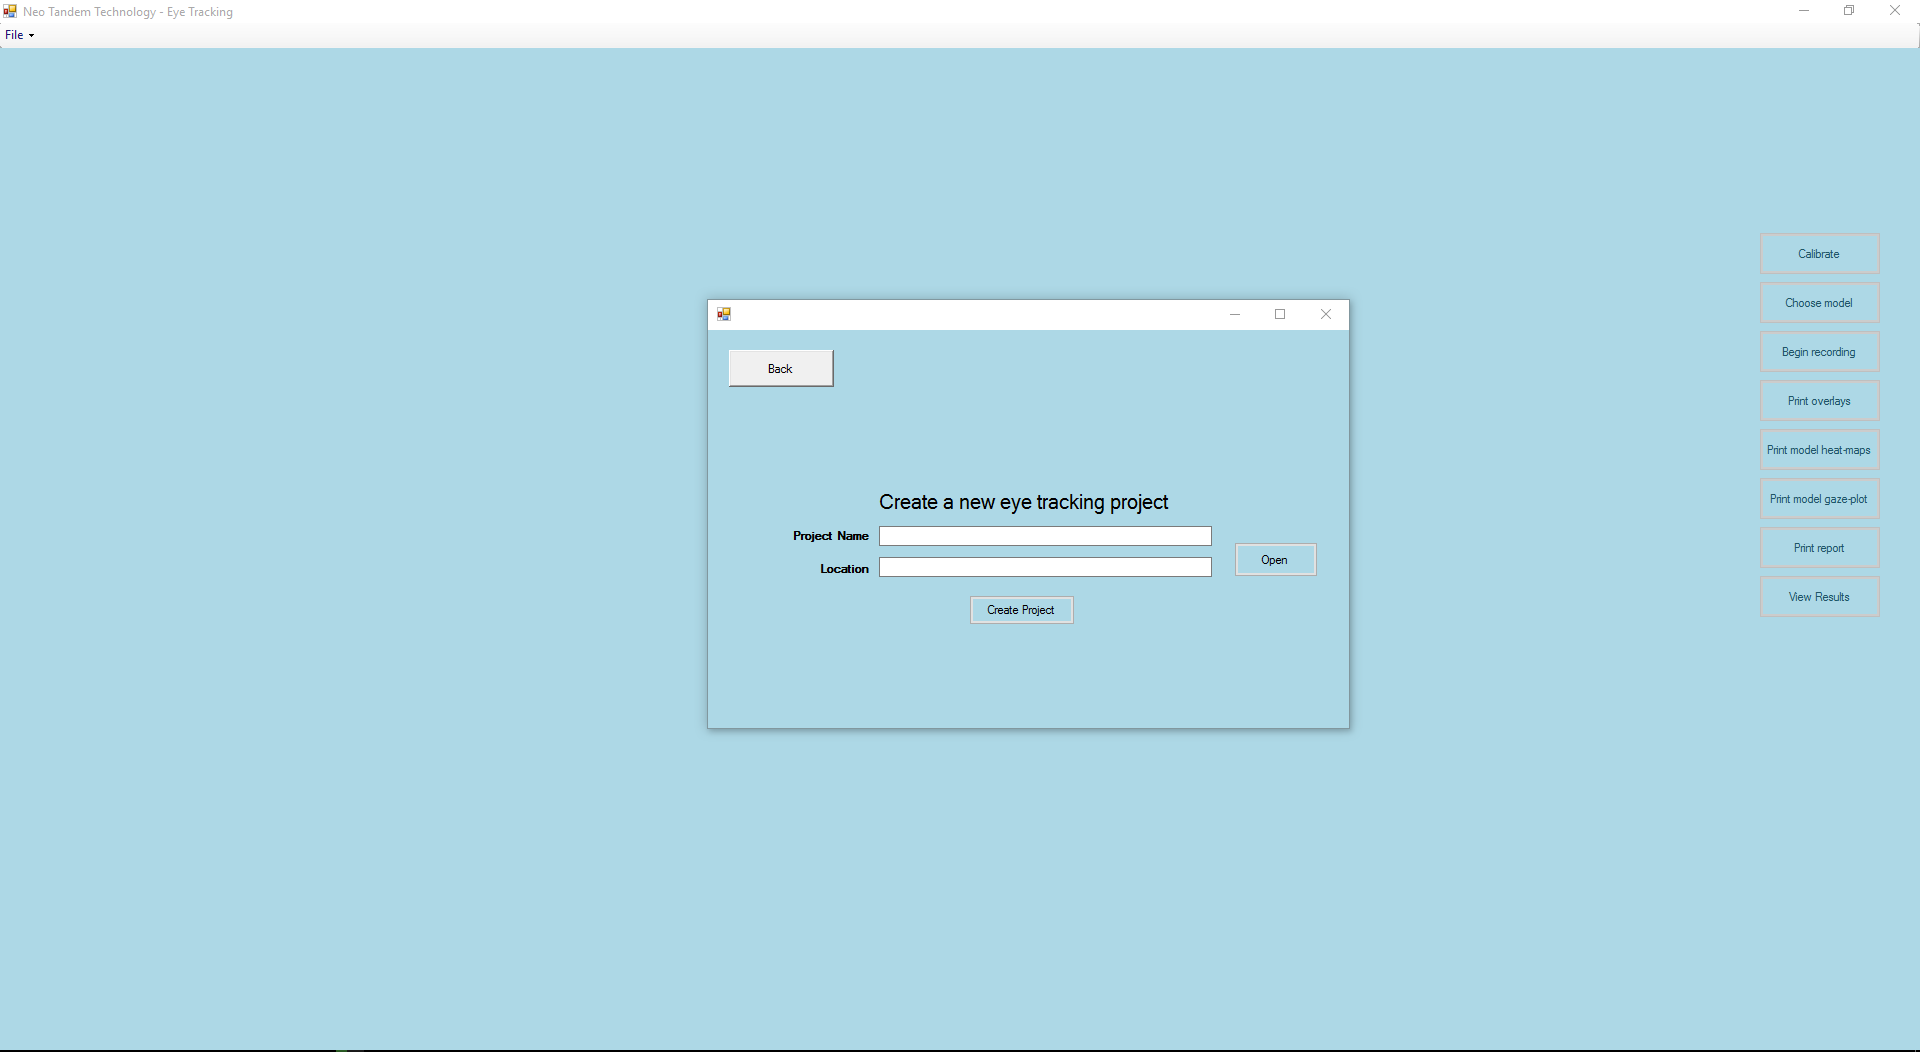 Neo Tandem Technology - Eye Tracking
File
Calibrate
Choose model
Begin recording
Print overlays
Print model heat-maps
Print model gaze-plot
Print report
View Results
Back
Create a new eye tracking project
Project Name
Location
Open
Create Project